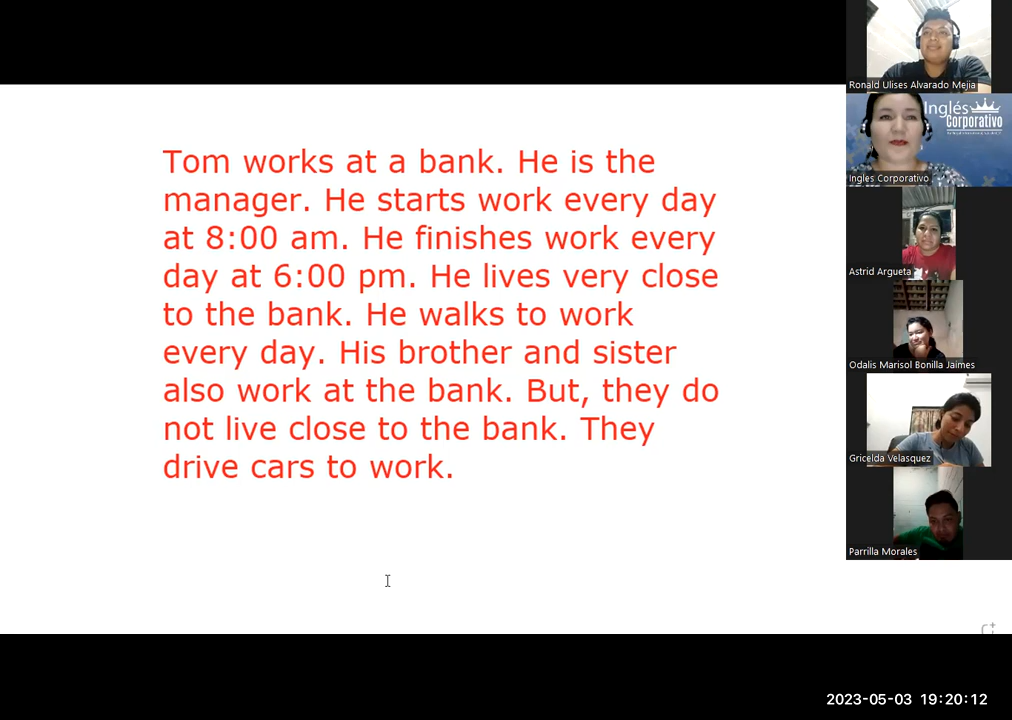 Tom works at a bank. He is the
manager. He starts work every day
at 8:00 am. He finishes work every
day at 6:00 pm. He lives very close
to the bank. He walks to work
every day. His brother and sister
also work at the bank. But, they do
not live close to the bank. They
drive cars to work.
Ronald Ulises Alvarado Mejia
Inglés
Corporativo
Ingles Corporativo
Astrid Argueta
Odalis Marisol Bonilla Jaimes
Gricelda Velasquez
Parrilla Morales
2023-05-03 19:20:12